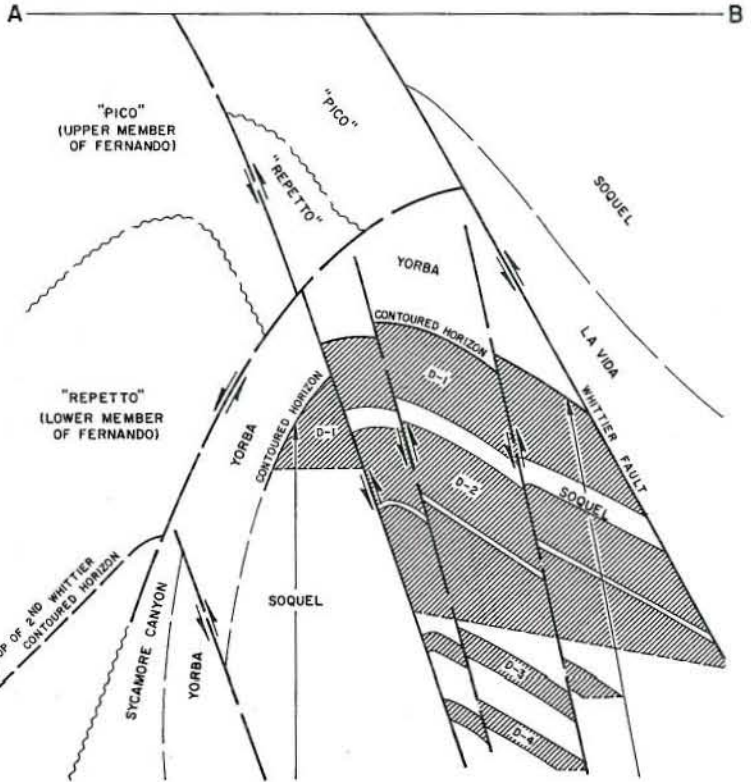 A
B
"PICO"
(UPPER MEMBER
OF FERNANDO)
"PICO"
"REPETTO"
SOQUEL
YORBA
CONTOURED HORIZON
LA VIDA
D-1
WHITTIER FAULT
"REPETTO"
(LOWER MEMBER
OF FERNANDO)
YORBA
CONTOURED HORIZON
D-1
D-2
SOQUEL
OP OF 2ND WHITTIER
CONTOURED HORIZON
SYCAMORE CANYON
YORBA
SOQUEL
D-3
D-4